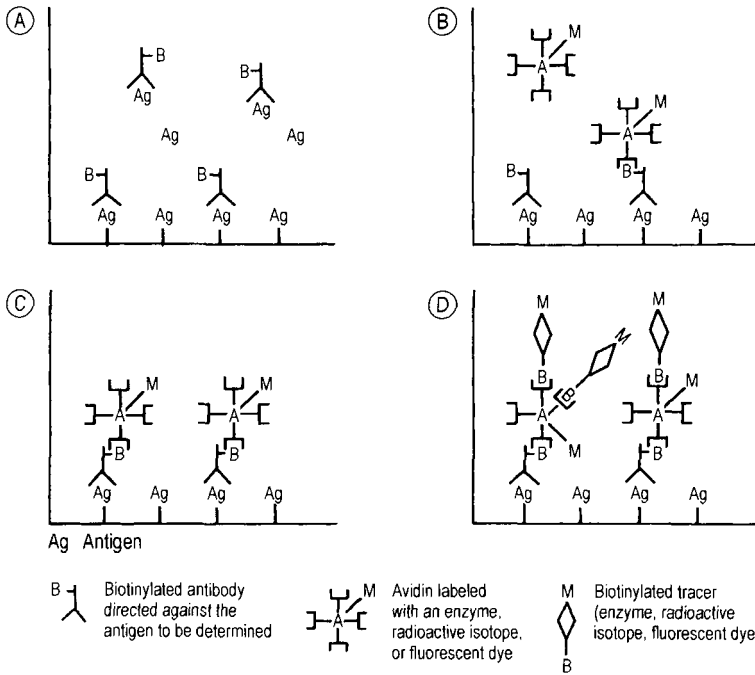 A
B
B
Ag Ag
Ag Ag
B B
Ag Ag Ag Ag
B
M
A
M
A
B B
Ag Ag Ag Ag
C
M M
A A
B B
Ag Ag Ag Ag
D
M M
M
B B B
A M A
M
B B
Ag Ag Ag Ag
Ag Antigen
B
Biotinylated antibody
directed against the
antigen to be determined
M
A
Avidin labeled
with an enzyme,
radioactive isotope,
or fluorescent dye
M
B
Biotinylated tracer
(enzyme, radioactive
isotope, fluorescent dye